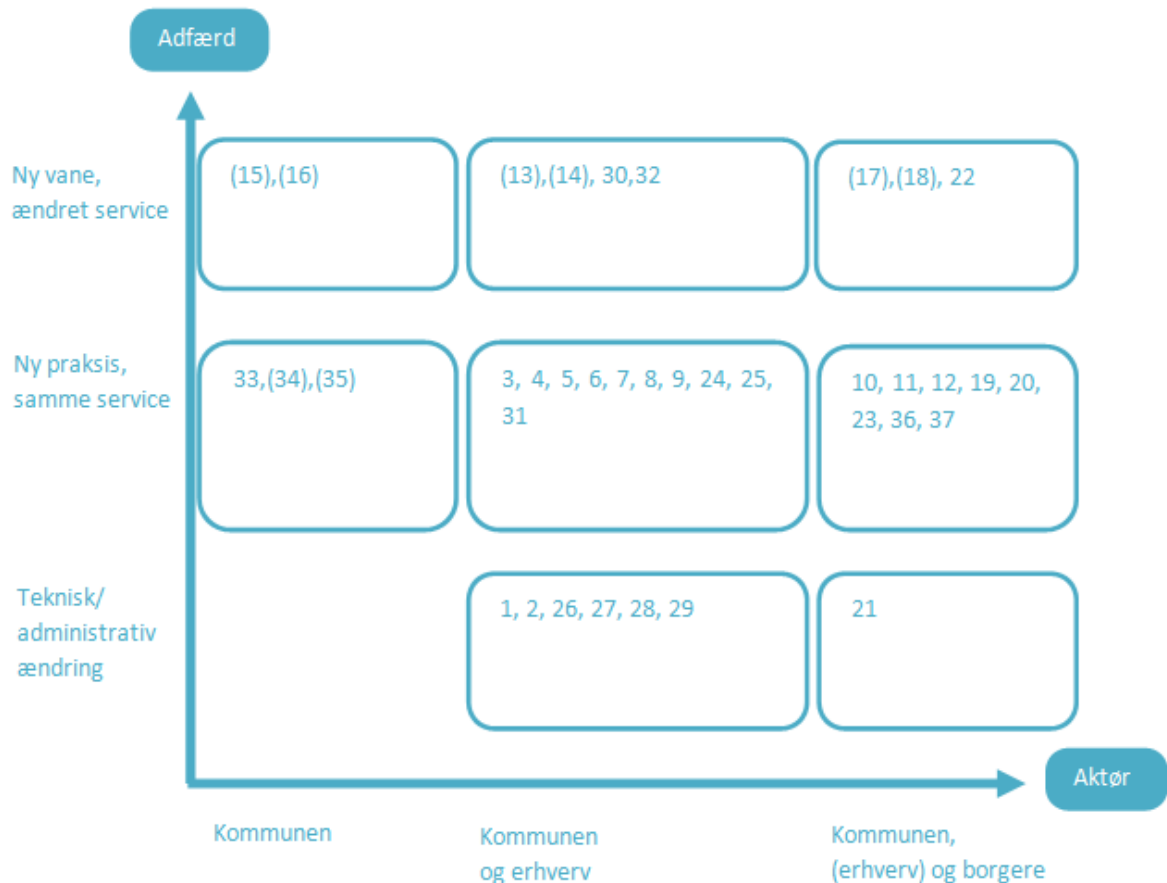 Adfærd
Ny vane,
ændret service
(15),(16)
(13),(14), 30,32
(17),(18), 22
Ny praksis,
samme service
33,(34),(35)
3, 4, 5, 6, 7, 8, 9, 24, 25,
31
10, 11, 12, 19, 20,
23, 36, 37
Teknisk/
administrativ
ændring
1, 2, 26, 27, 28, 29
21
Aktør
Kommunen
Kommunen
og erhverv
Kommunen,
(erhverv) og borgere